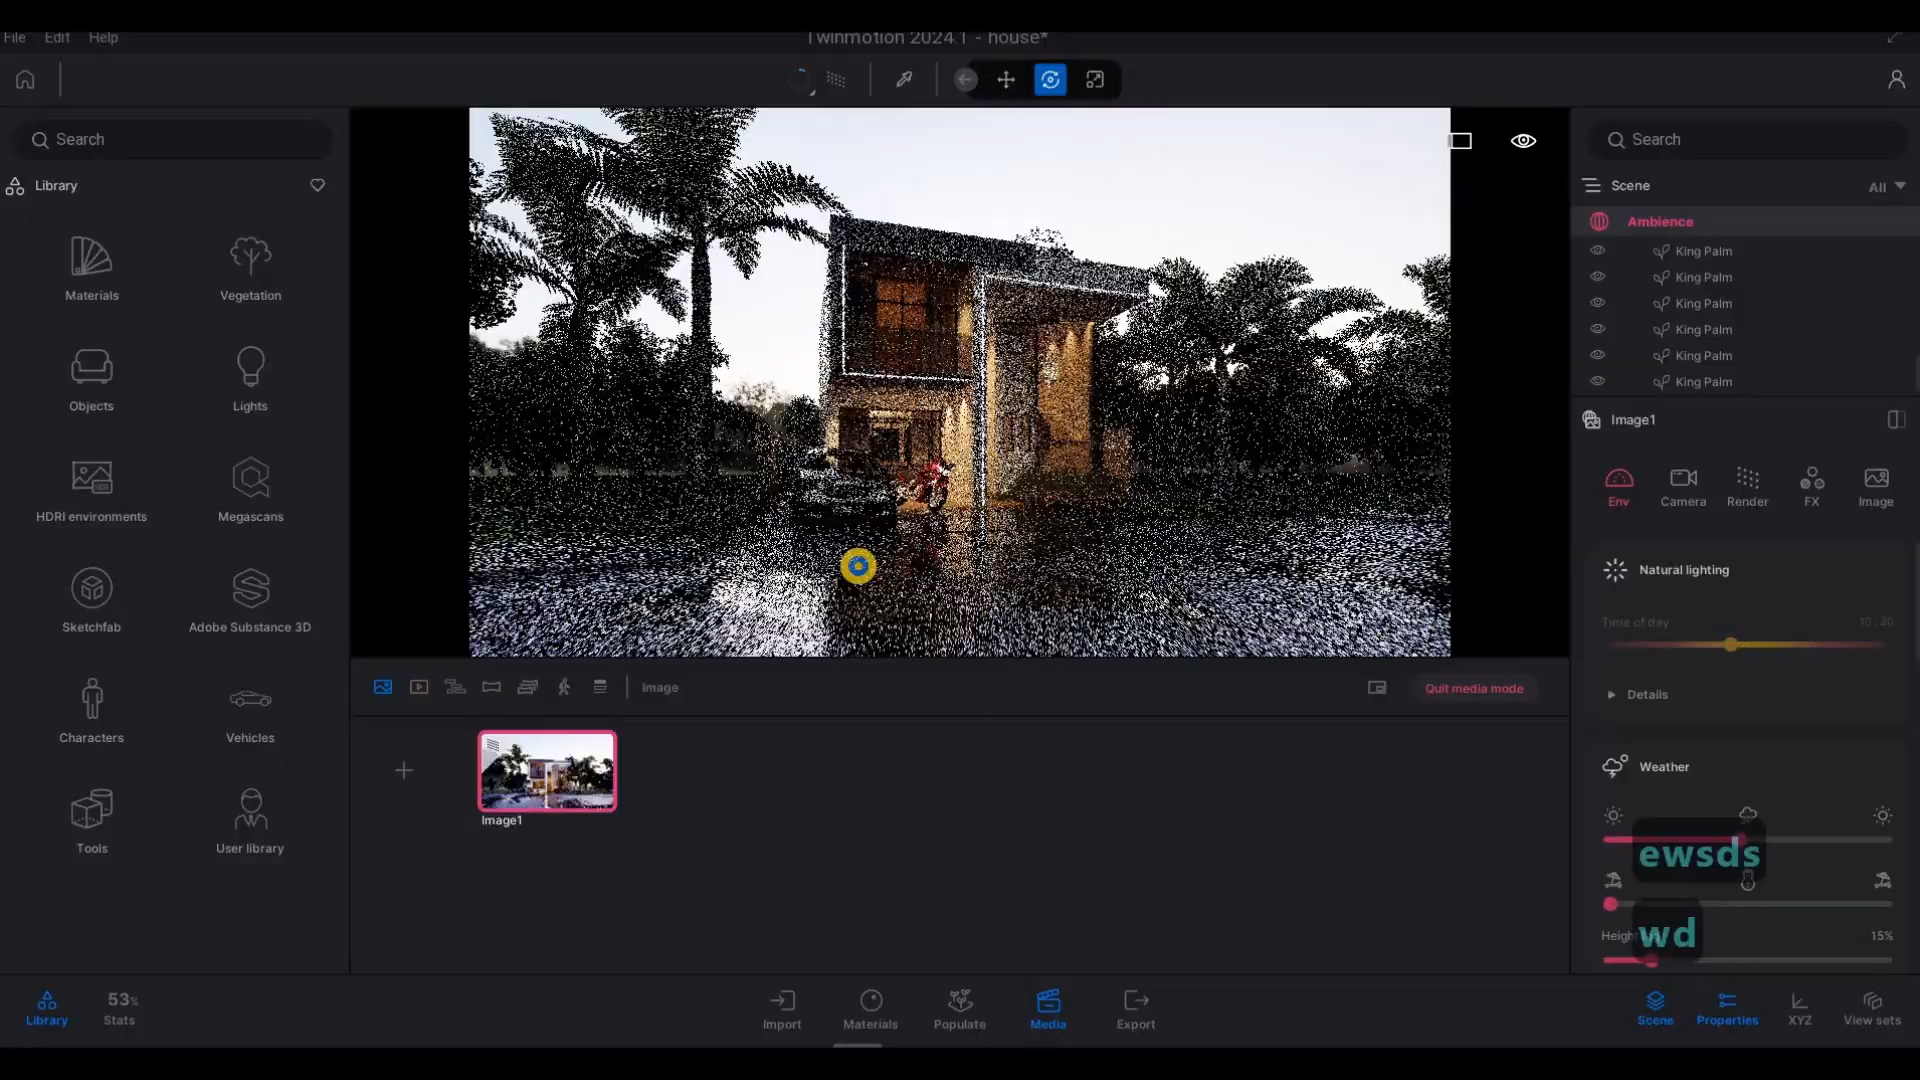 File Edit Help
Twinmotion 2024.1 - house*
Search
Library
Materials
Vegetation
Objects
Lights
HDRI environments
Megascans
Sketchfab
Adobe Substance 3D
Characters
Vehicles
Tools
User library
Image
Quit media mode
Image1
Search
Scene
All
Ambience
King Palm
King Palm
King Palm
King Palm
King Palm
King Palm
Image1
Env
Camera
Render
FX
Image
Natural lighting
Time of day
10 : 30
Details
Weather
ewsds
wd
15%
Library
53%
Stats
Import
Materials
Populate
Media
Export
Scene
Properties
XYZ
View sets